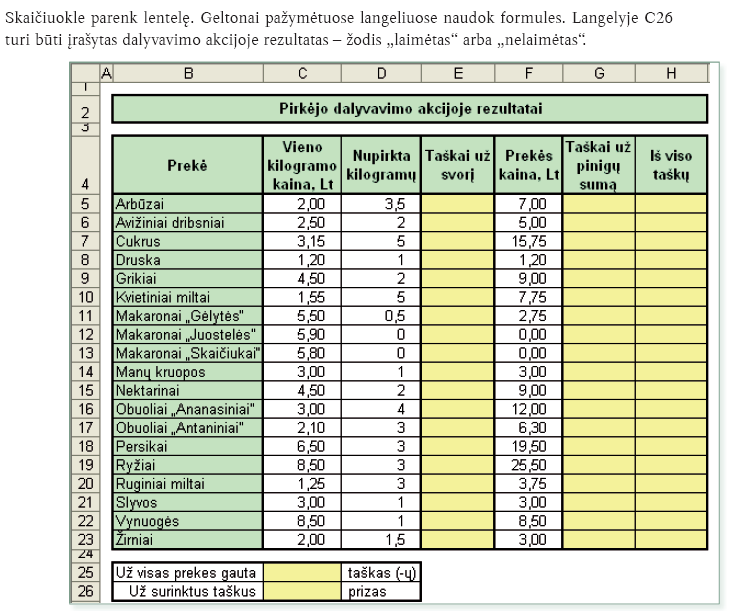 Skaičiuokle parenk lentelę. Geltonai pažymėtuose langeliuose naudok formules. Langelyje C26
turi būti įrašytas dalyvavimo akcijoje rezultatas – žodis „laimėtas“ arba „nelaimėtas“.
A B C D E F G H
1
2 Pirkėjo dalyvavimo akcijoje rezultatai
3
4 Prekė Vieno kilogramo kaina, Lt Nupirkta kilogramų Taškai už svorį Prekės kaina, Lt Taškai už pinigų sumą Iš viso taškų
5 Arbūzai 2,00 3,5 7,00
6 Avižiniai dribsniai 2,50 2 5,00
7 Cukrus 3,15 5 15,75
8 Druska 1,20 1 1,20
9 Grikiai 4,50 2 9,00
10 Kvietiniai miltai 1,55 5 7,75
11 Makaronai „Gėlytės" 5,50 0,5 2,75
12 Makaronai „Juostelės" 5,90 0 0,00
13 Makaronai „Skaičiukai" 5,80 0 0,00
14 Manų kruopos 3,00 1 3,00
15 Nektarinai 4,50 2 9,00
16 Obuoliai „Ananasiniai" 3,00 4 12,00
17 Obuoliai „Antaniniai" 2,10 3 6,30
18 Persikai 6,50 3 19,50
19 Ryžiai 8,50 3 25,50
20 Ruginiai miltai 1,25 3 3,75
21 Slyvos 3,00 1 3,00
22 Vynuogės 8,50 1 8,50
23 Žirniai 2,00 1,5 3,00
24
25 Už visas prekes gauta taškas (-ų)
26 Už surinktus taškus prizas